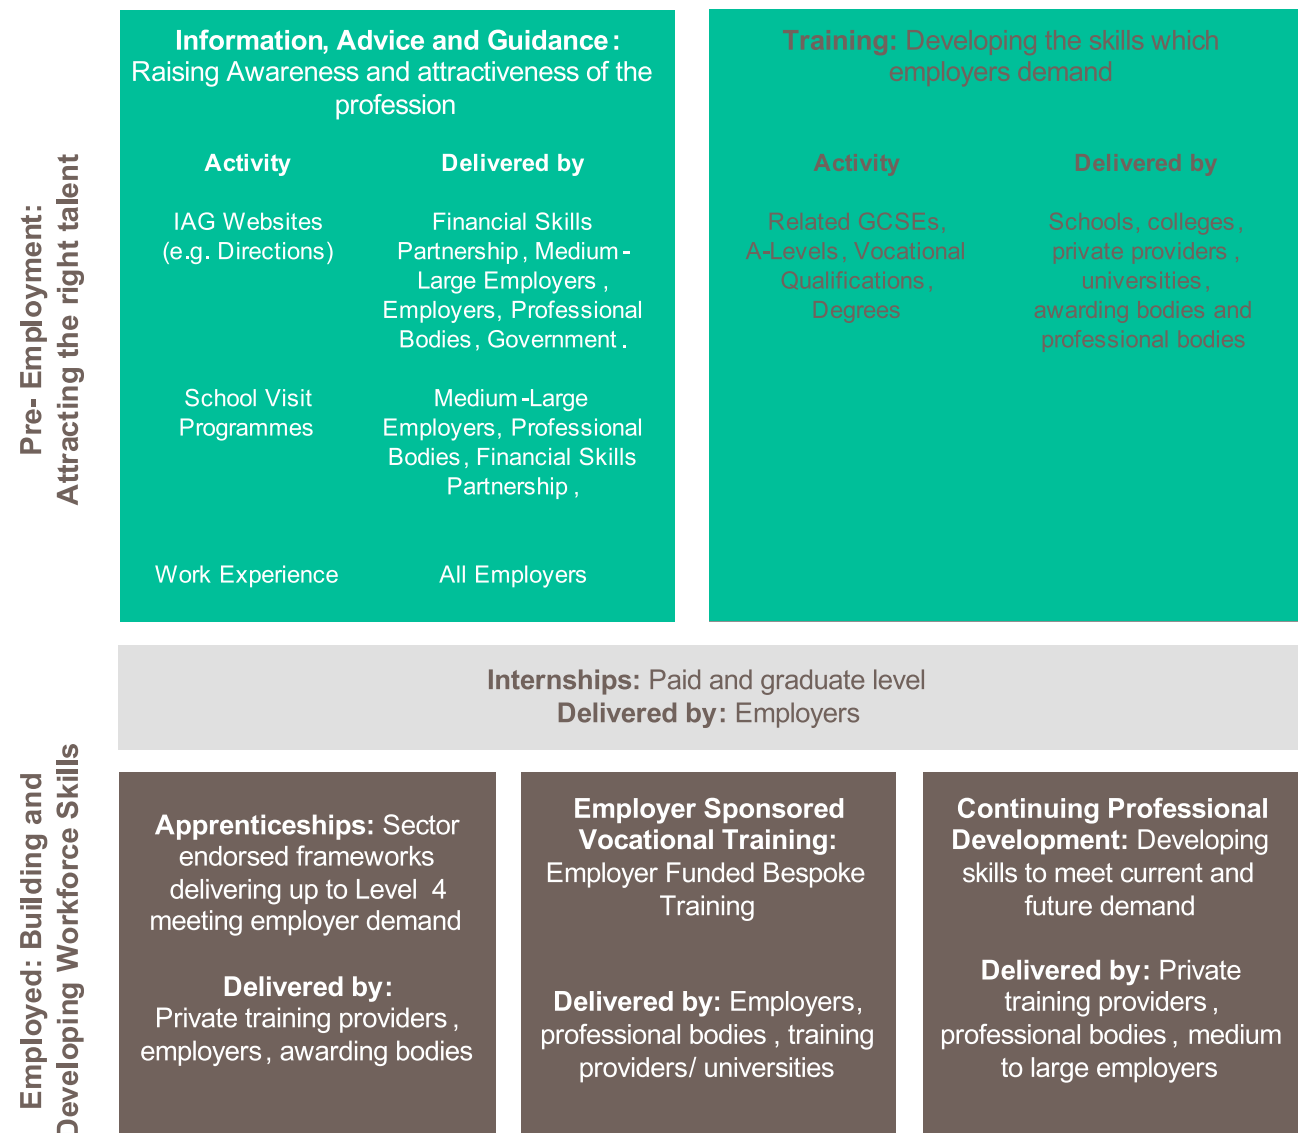 Pre- Employment:
Attracting the right talent
Information, Advice and Guidance:
Raising Awareness and attractiveness of the
profession
Activity
Delivered by
IAG Websites
(e.g. Directions)
Financial Skills
Partnership, Medium-
Large Employers,
Employers, Professional
Bodies, Government.
School Visit
Programmes
Medium-Large
Employers, Professional
Bodies, Financial Skills
Partnership,
Work Experience
All Employers
Training: Developing the skills which
employers demand
Activity
Delivered by
Related GCSEs,
A-Levels, Vocational
Qualifications,
Degrees
Schools, colleges,
private providers,
universities,
awarding bodies and
professional bodies
Internships: Paid and graduate level
Delivered by: Employers
Employed: Building and
Developing Workforce Skills
Apprenticeships: Sector
endorsed frameworks
delivering up to Level 4
meeting employer demand
Delivered by:
Private training providers,
employers, awarding bodies
Employer Sponsored
Vocational Training:
Employer Funded Bespoke
Training
Delivered by: Employers,
professional bodies, training
providers/ universities
Continuing Professional
Development: Developing
skills to meet current and
future demand
Delivered by: Private
training providers,
professional bodies, medium
to large employers